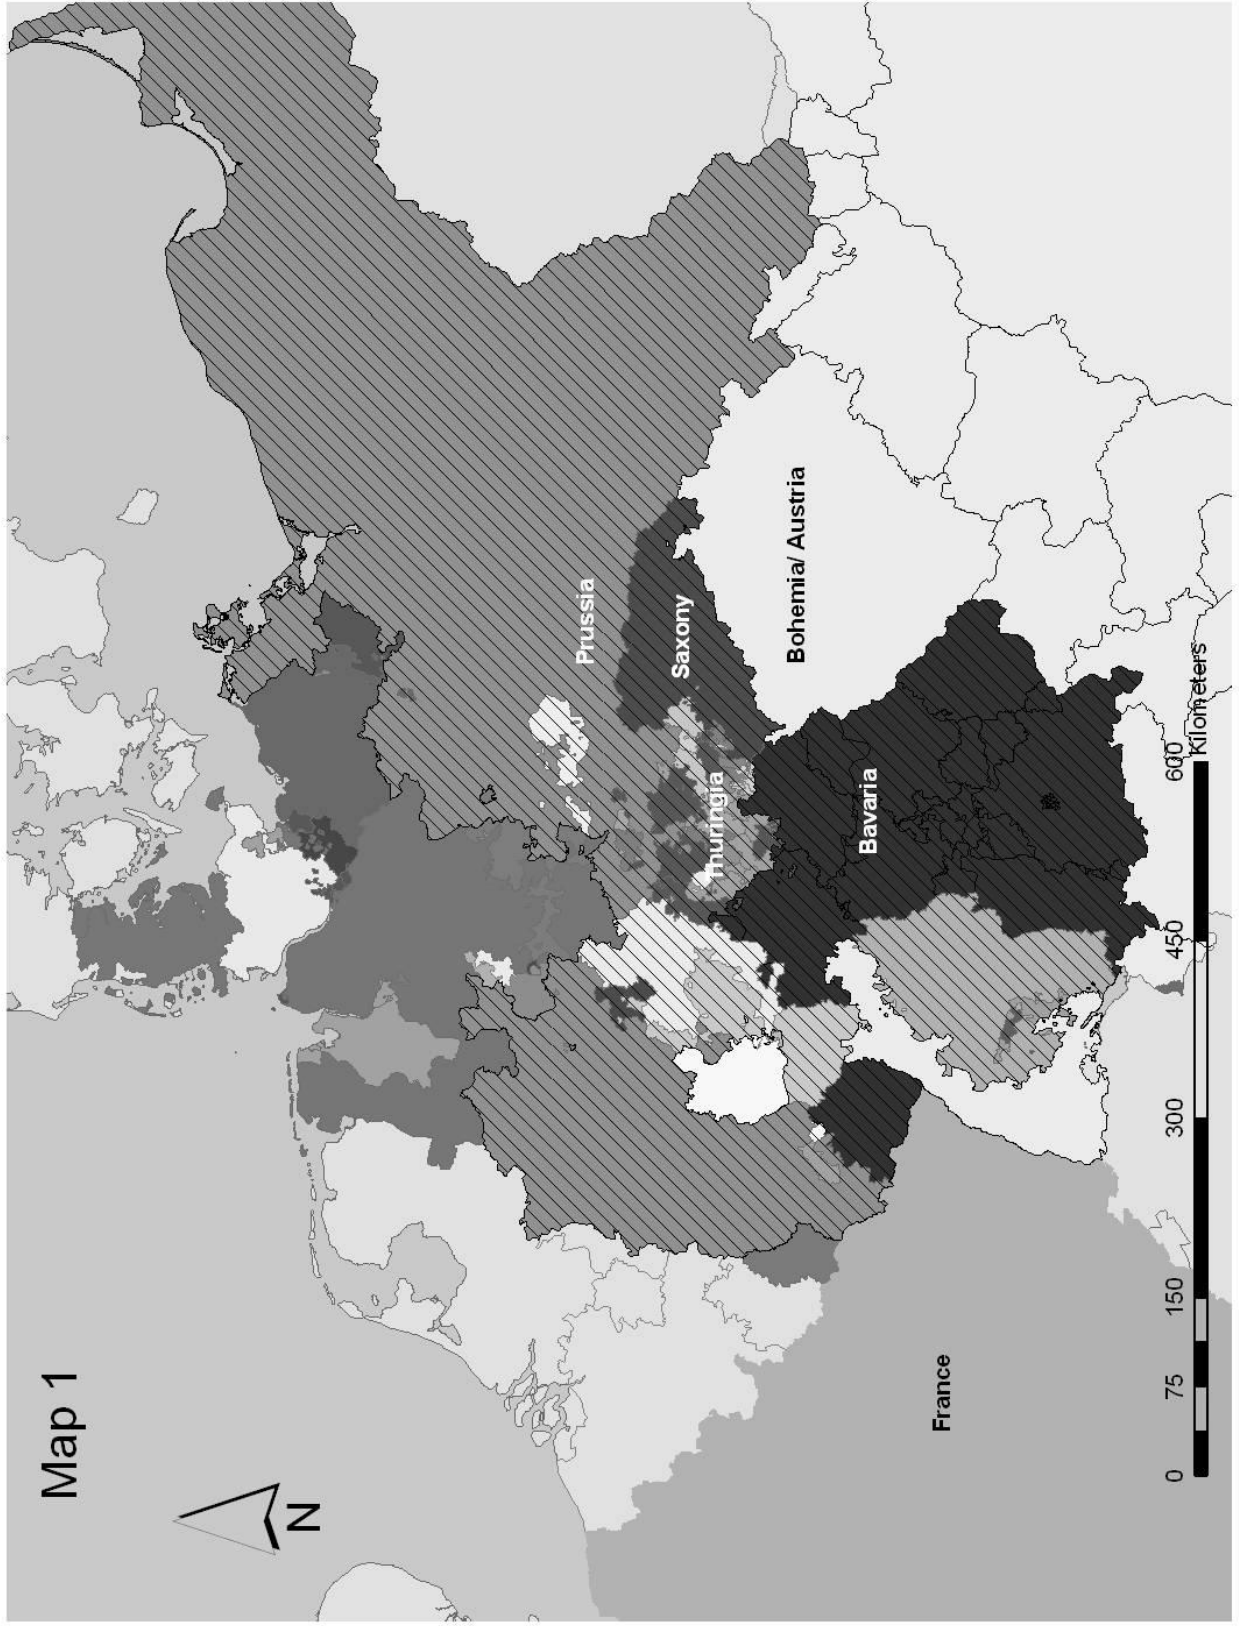 Map 1
N
Prussia
Saxony
Thuringia
Bohemia/ Austria
Bavaria
France
0 75 150 300 450 600
Kilometers